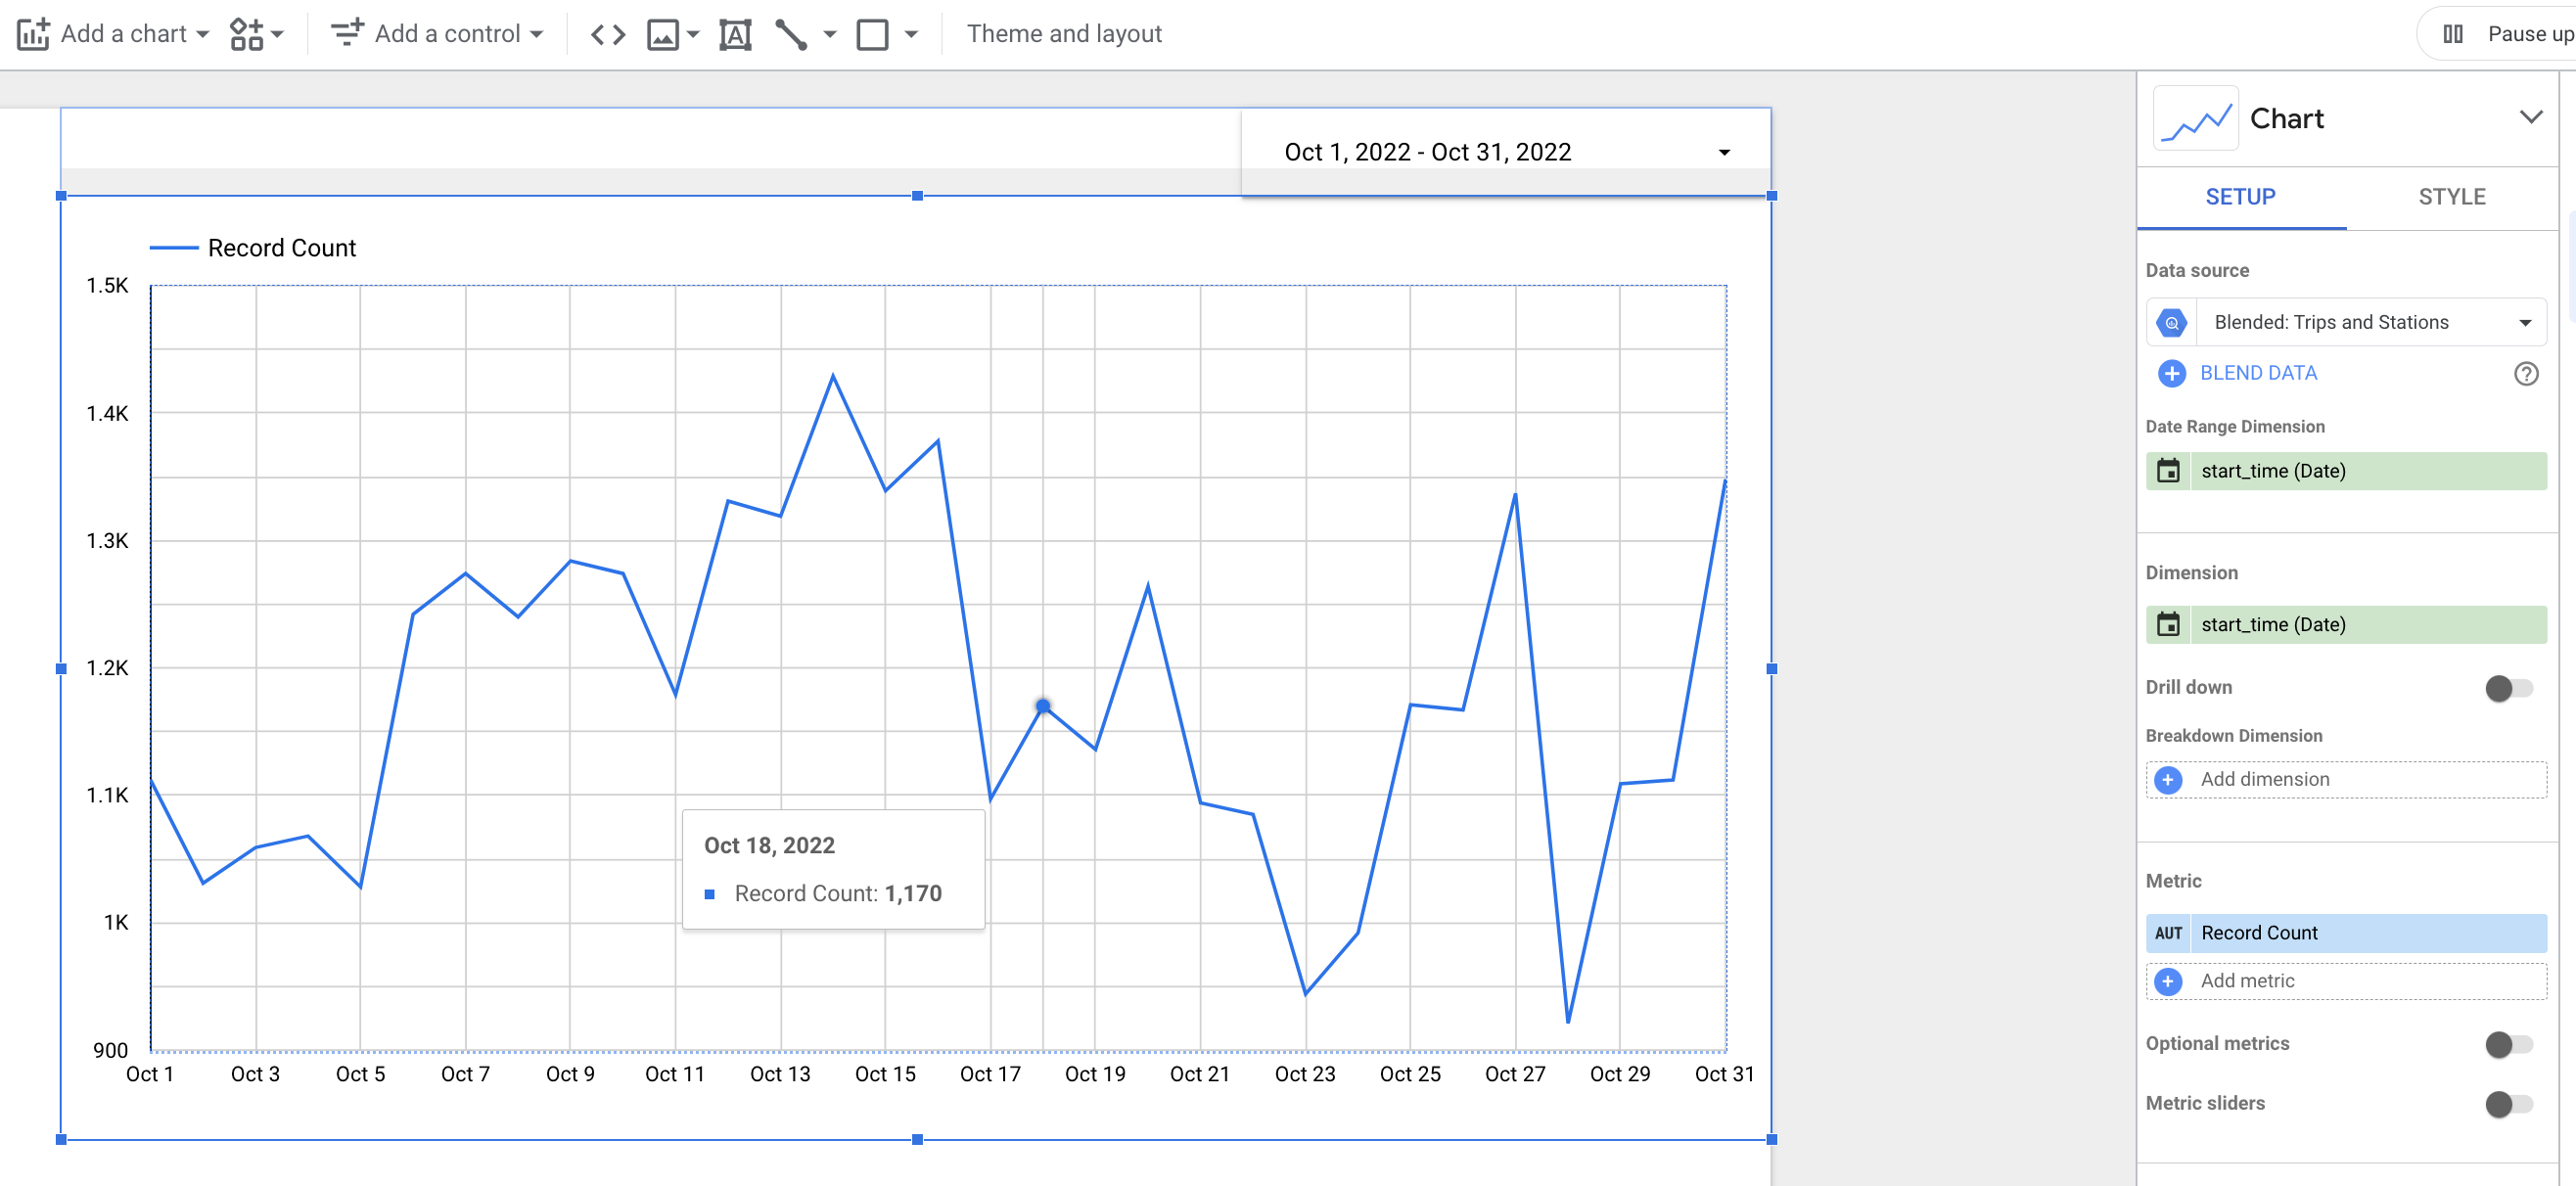 Add a chart
Add a control
Theme and layout
Pause up
Oct 1, 2022 - Oct 31, 2022
Record Count
1.5K
1.4K
1.3K
1.2K
1.1K
1K
900
Oct 1 Oct 3 Oct 5 Oct 7 Oct 9 Oct 11 Oct 13 Oct 15 Oct 17 Oct 19 Oct 21 Oct 23 Oct 25 Oct 27 Oct 29 Oct 31
Oct 18, 2022
Record Count: 1,170
Chart
SETUP STYLE
Data source
Blended: Trips and Stations
BLEND DATA
Date Range Dimension
start_time (Date)
Dimension
start_time (Date)
Drill down
Breakdown Dimension
Add dimension
Metric
AUT Record Count
Add metric
Optional metrics
Metric sliders